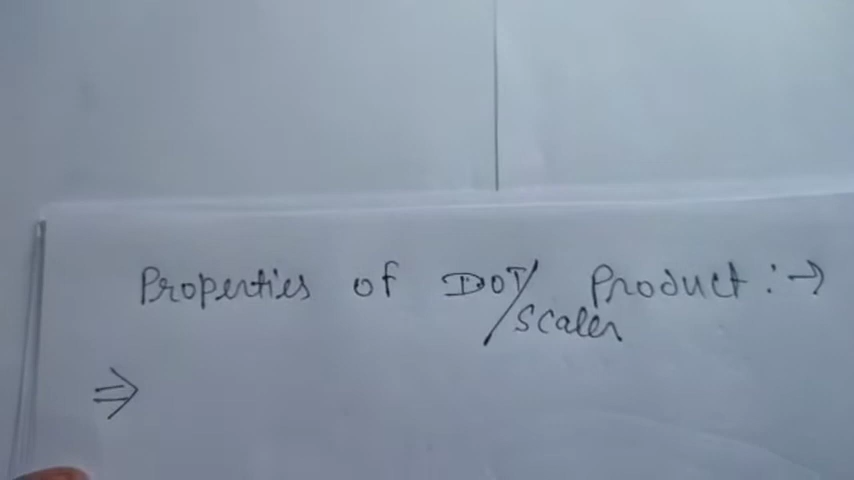 Properties of DOT/ Product :→
Scaler
⇒